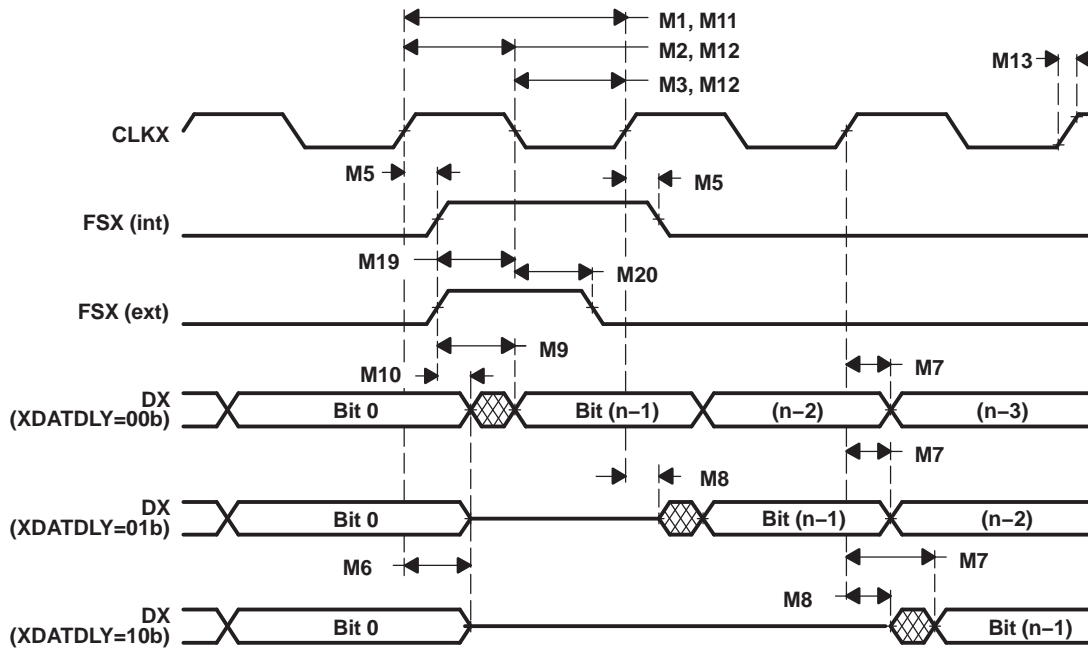 M1, M11
M2, M12
M13
M3, M12
CLKX
M5
M5
FSX (int)
M19
M20
FSX (ext)
M9
M10
M7
DX
(XDATDLY=00b)
Bit 0
Bit (n−1)
(n−2)
(n−3)
M7
M8
DX
(XDATDLY=01b)
Bit 0
Bit (n−1)
(n−2)
M6
M7
M8
DX
(XDATDLY=10b)
Bit 0
Bit (n−1)